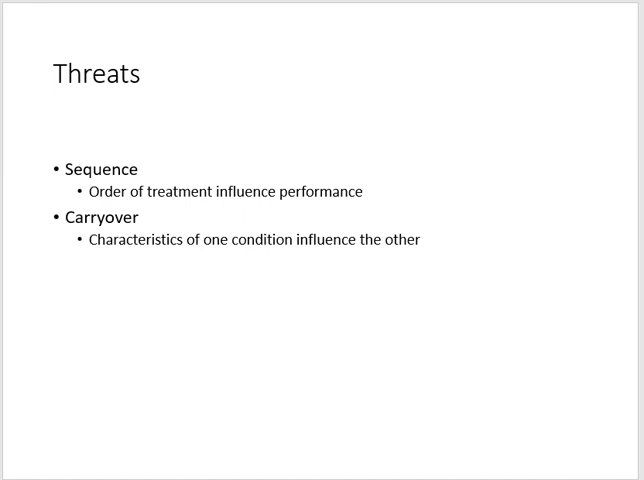 Threats
• Sequence
• Order of treatment influence performance
• Carryover
• Characteristics of one condition influence the other